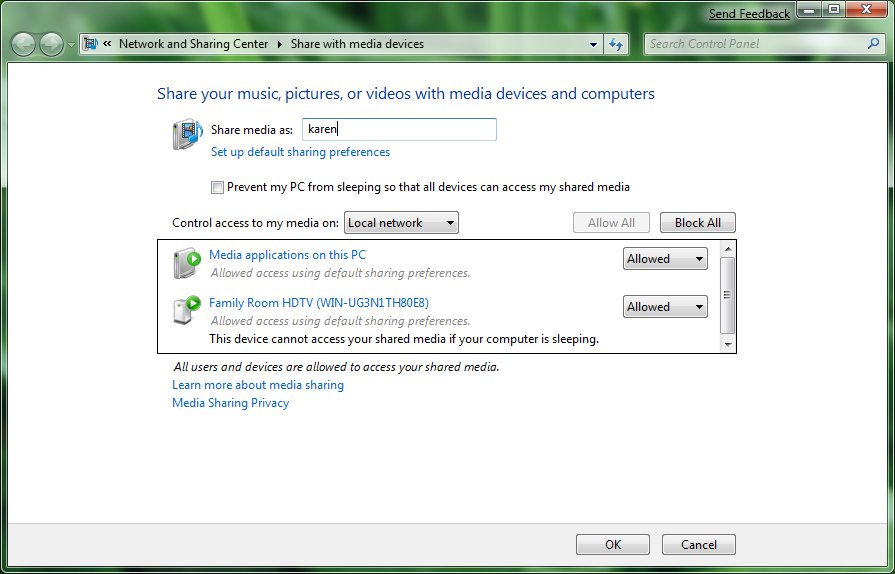 Send Feedback
« Network and Sharing Center Share with media devices
Search Control Panel
Share your music, pictures, or videos with media devices and computers
Share media as: karen
Set up default sharing preferences
Prevent my PC from sleeping so that all devices can access my shared media
Control access to my media on: Local network Allow All Block All
Media applications on this PC Allowed
Allowed access using default sharing preferences.
Family Room HDTV (WIN-UG3N1TH80E8) Allowed
Allowed access using default sharing preferences.
This device cannot access your shared media if your computer is sleeping.
All users and devices are allowed to access your shared media.
Learn more about media sharing
Media Sharing Privacy
OK Cancel